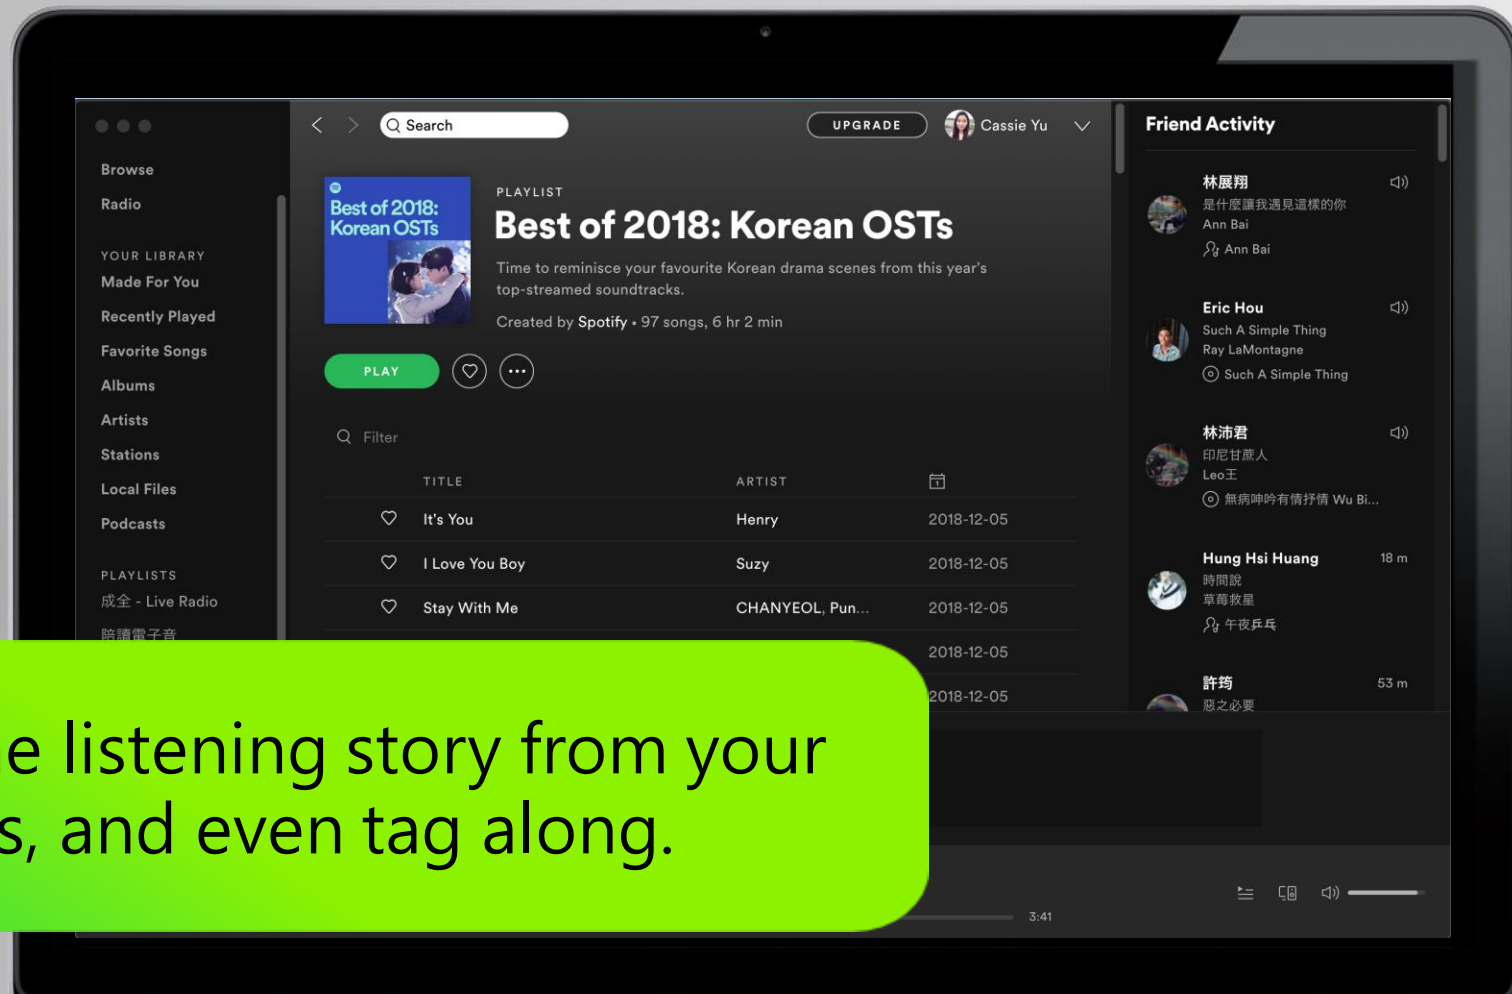 Browse
Radio
YOUR LIBRARY
Made For You
Recently Played
Favorite Songs
Albums
Artists
Stations
Local Files
Podcasts
PLAYLISTS
成全 - Live Radio
陪讀電子音
Search
UPGRADE
Cassie Yu
Best of 2018:
Korean OSTs
PLAYLIST
Best of 2018: Korean OSTs
Time to reminisce your favourite Korean drama scenes from this year's
top-streamed soundtracks.
Created by Spotify • 97 songs, 6 hr 2 min
PLAY
Filter
TITLE ARTIST
It's You Henry 2018-12-05
I Love You Boy Suzy 2018-12-05
Stay With Me CHANYEOL, Pun... 2018-12-05
2018-12-05
2018-12-05
Friend Activity
林展翔
是什麼讓我遇見這樣的你
Ann Bai
Ann Bai
Eric Hou
Such A Simple Thing
Ray LaMontagne
Such A Simple Thing
林沛君
印尼甘蔗人
Leo王
無病呻吟有情抒情 Wu Bi...
Hung Hsi Huang 18 m
時間說
草莓救星
午夜乒乓
許筠 53 m
惡之必要
listening story from your
and even tag along.
3:41